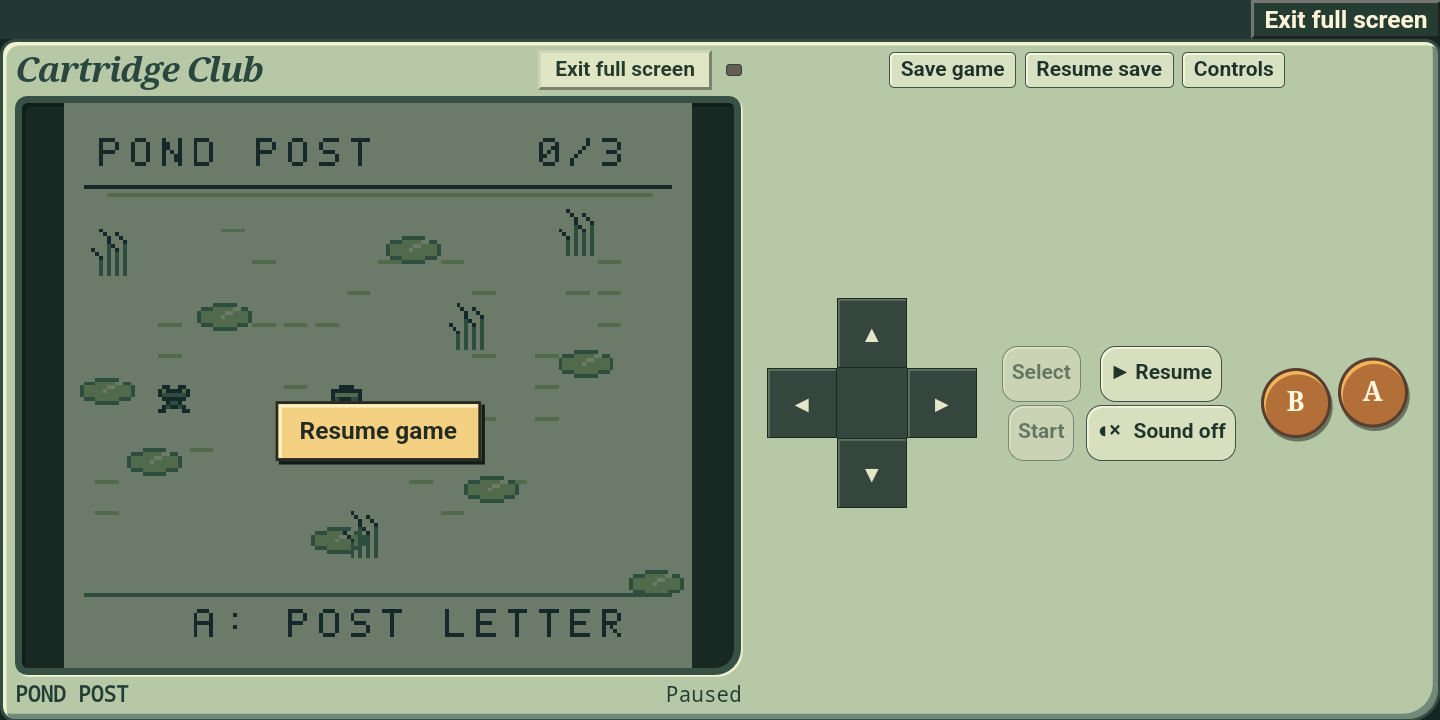 Exit full screen
Cartridge Club
Exit full screen
Save game
Resume save
Controls
POND POST 0/3
Resume game
A: POST LETTER
Select
► Resume
Start
Sound off
B
A
POND POST
Paused